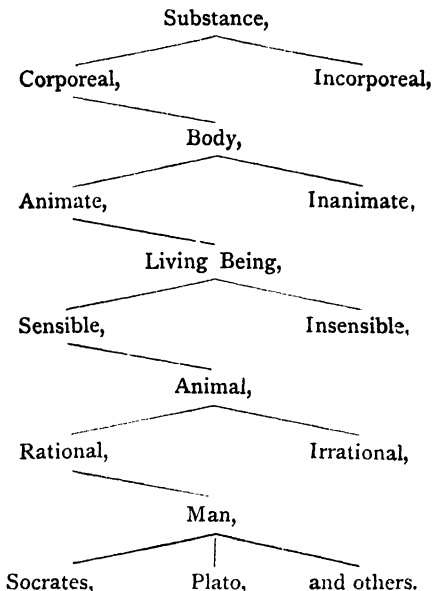 Substance,
Corporeal, Incorporeal,
Body,
Animate, Inanimate,
Living Being,
Sensible, Insensible,
Animal,
Rational, Irrational,
Man,
Socrates, Plato, and others.